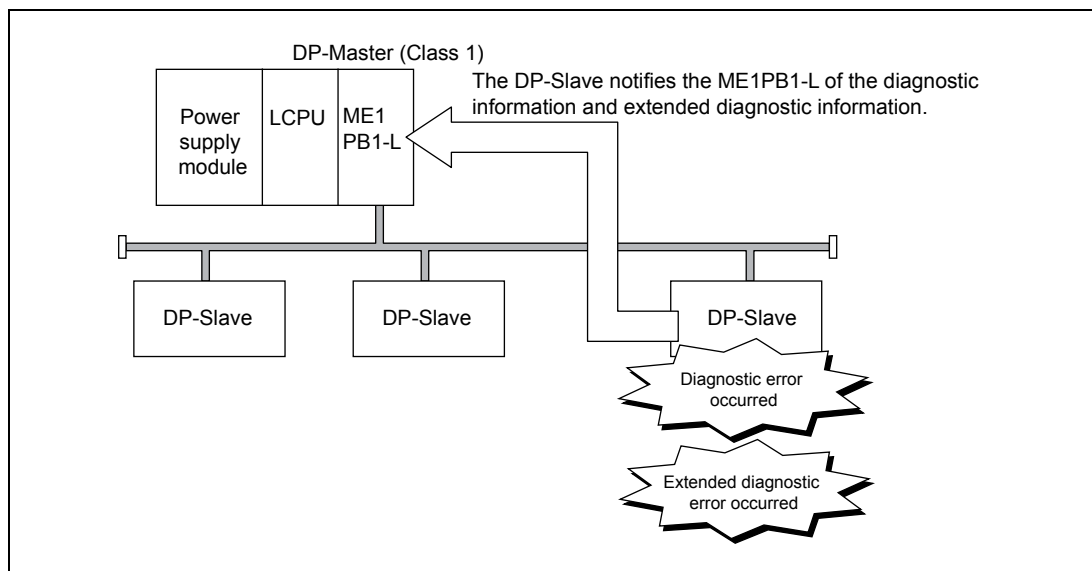 DP-Master (Class 1)
The DP-Slave notifies the ME1PB1-L of the diagnostic
information and extended diagnostic information.
Power
supply
module
LCPU
ME1
PB1-L
DP-Slave
DP-Slave
DP-Slave
Diagnostic error
occurred
Extended diagnostic
error occurred